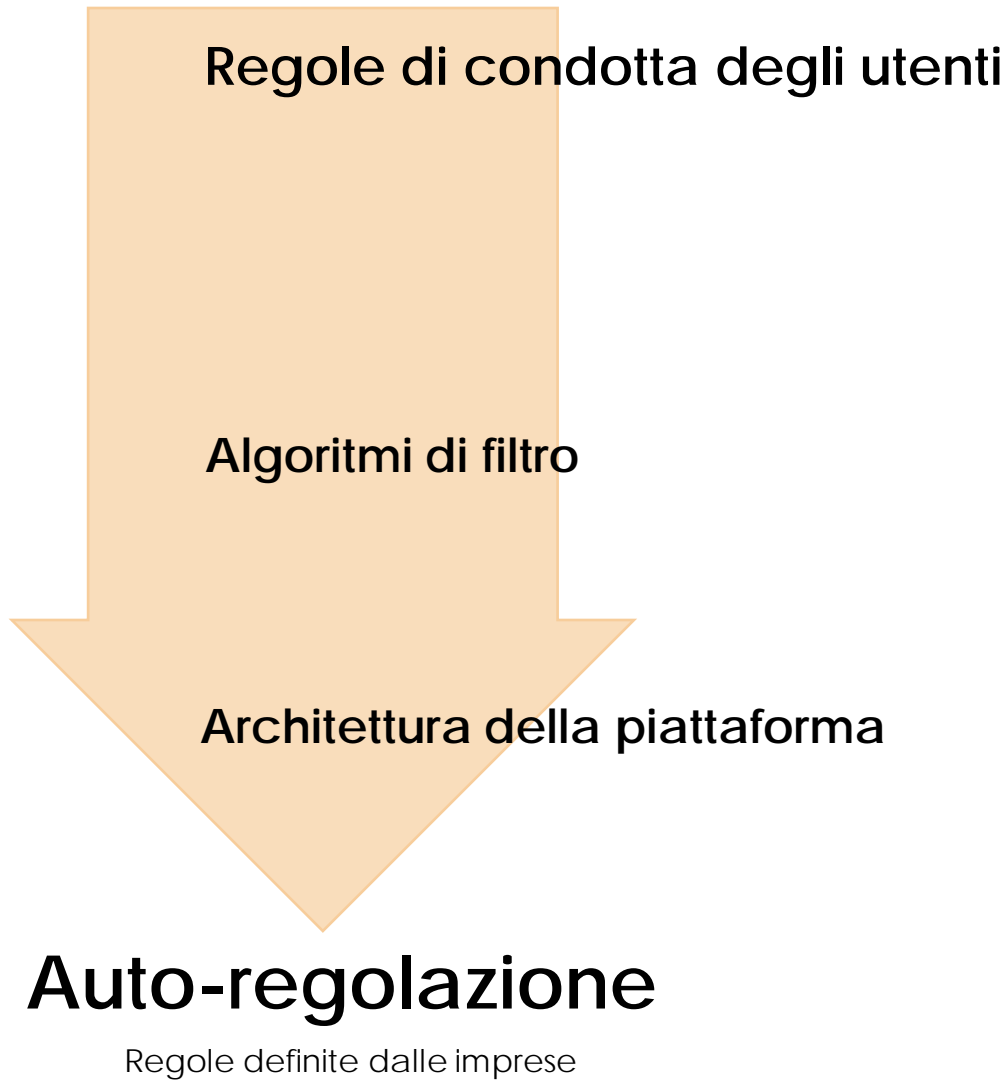 Regole di condotta degli utenti
Algoritmi di filtro
Architettura della piattaforma
Auto-regolazione
Regole definite dalle imprese